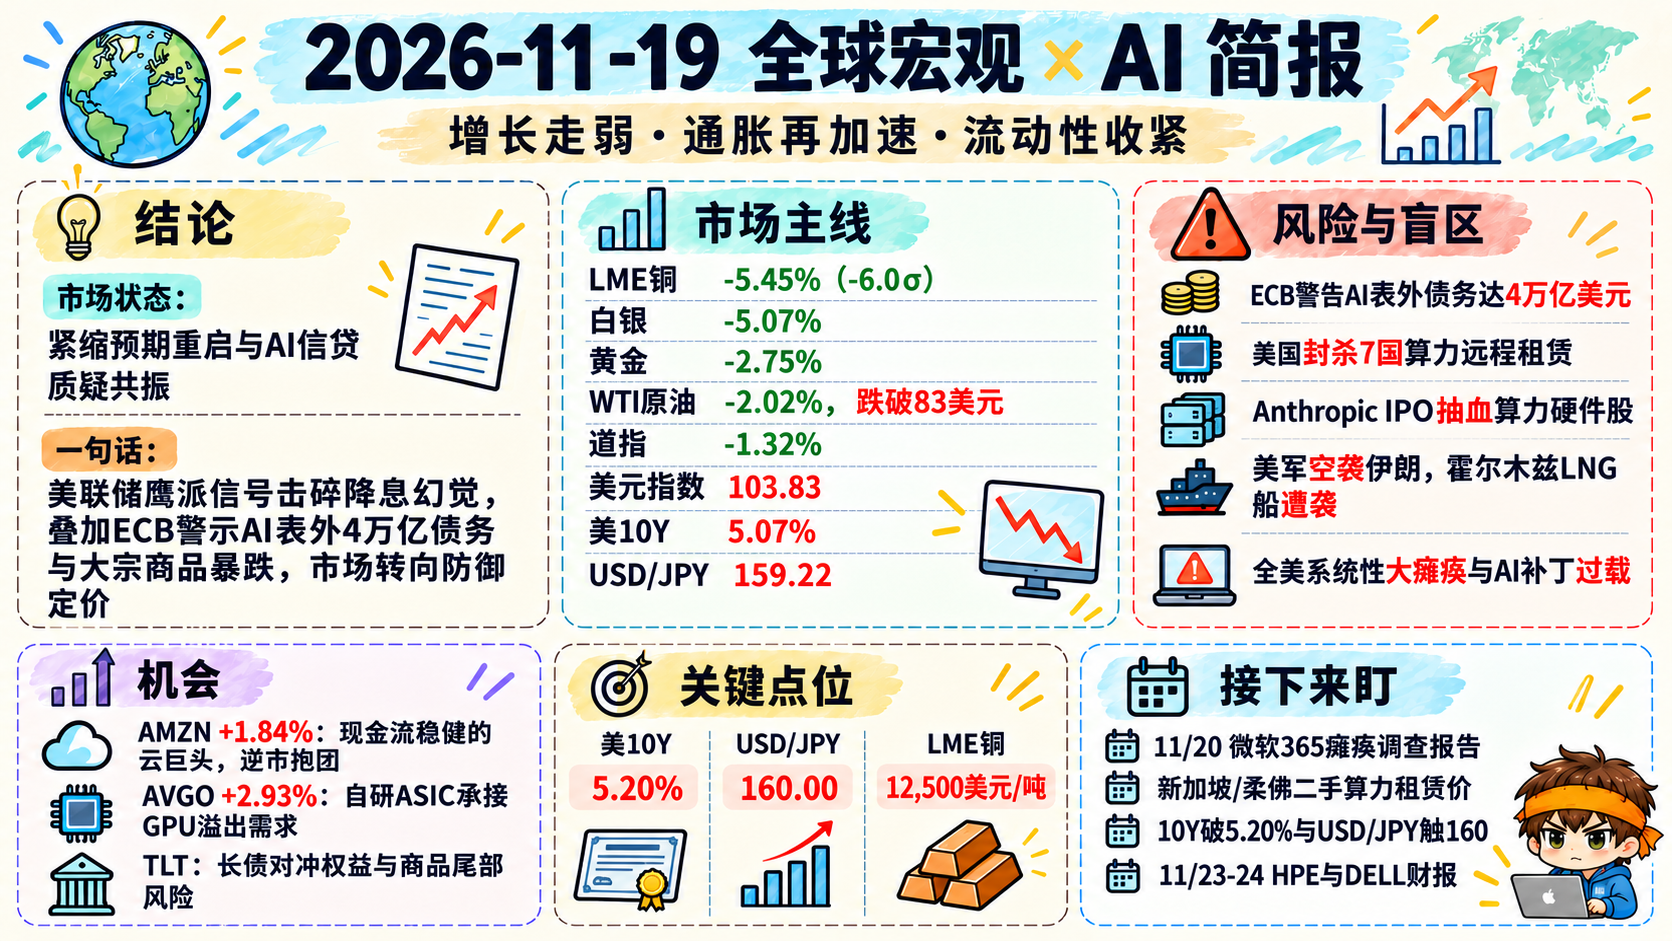 2026-11-19 全球宏观 × AI 简报
增长走弱·通胀再加速·流动性收紧
结论
市场状态：
紧缩预期重启与AI信贷
质疑共振
一句话：
美联储鹰派信号击碎降息幻觉，
叠加ECB警示AI表外4万亿债务
与大宗商品暴跌，市场转向防御
定价
市场主线
LME铜 -5.45%（-6.0σ）
白银 -5.07%
黄金 -2.75%
WTI原油 -2.02%，跌破83美元
道指 -1.32%
美元指数 103.83
美10Y 5.07%
USD/JPY 159.22
风险与盲区
ECB警告AI表外债务达4万亿美元
美国封杀7国算力远程租赁
Anthropic IPO抽血算力硬件股
美军空袭伊朗，霍尔木兹LNG
船遭袭
全美系统性大瘫痪与AI补丁过载
机会
AMZN +1.84%：现金流稳健的
云巨头，逆市抱团
AVGO +2.93%：自研ASIC承接
GPU溢出需求
TLT：长债对冲权益与商品尾部
风险
关键点位
美10Y USD/JPY LME铜
5.20% 160.00 12,500美元/吨
接下来盯
11/20 微软365瘫痪调查报告
新加坡/柔佛二手算力租赁价
10Y破5.20%与USD/JPY触160
11/23-24 HPE与DELL财报